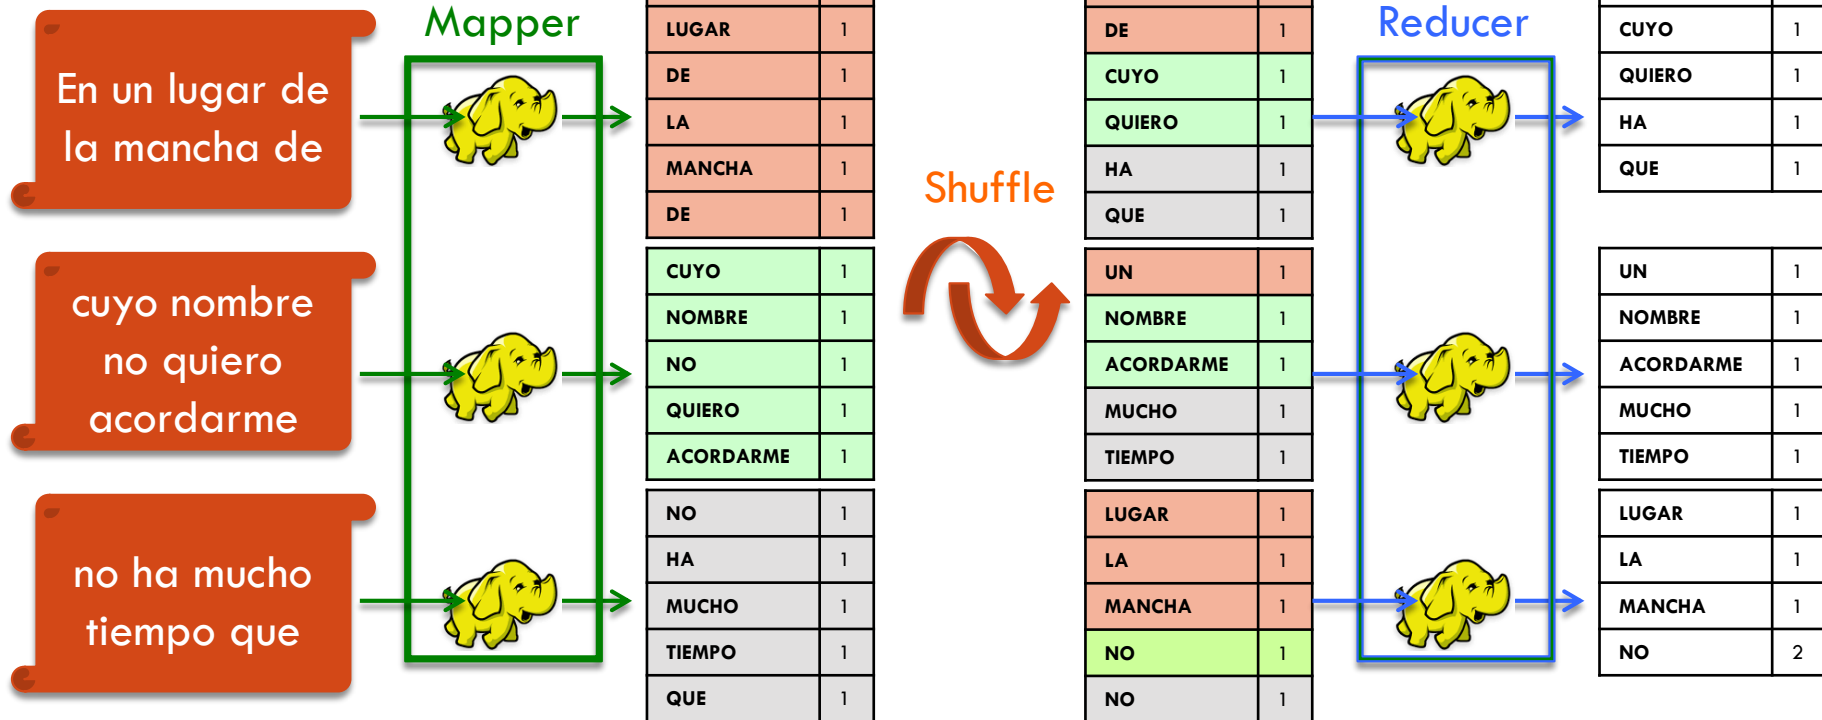 Mapper
Reducer
Shuffle
En un lugar de
la mancha de
cuyo nombre
no quiero
acordarme
no ha mucho
tiempo que
LUGAR 1
DE 1
LA 1
MANCHA 1
DE 1
CUYO 1
NOMBRE 1
NO 1
QUIERO 1
ACORDARME 1
NO 1
HA 1
MUCHO 1
TIEMPO 1
QUE 1
DE 1
CUYO 1
QUIERO 1
HA 1
QUE 1
UN 1
NOMBRE 1
ACORDARME 1
MUCHO 1
TIEMPO 1
LUGAR 1
LA 1
MANCHA 1
NO 1
NO 1
CUYO 1
QUIERO 1
HA 1
QUE 1
UN 1
NOMBRE 1
ACORDARME 1
MUCHO 1
TIEMPO 1
LUGAR 1
LA 1
MANCHA 1
NO 2